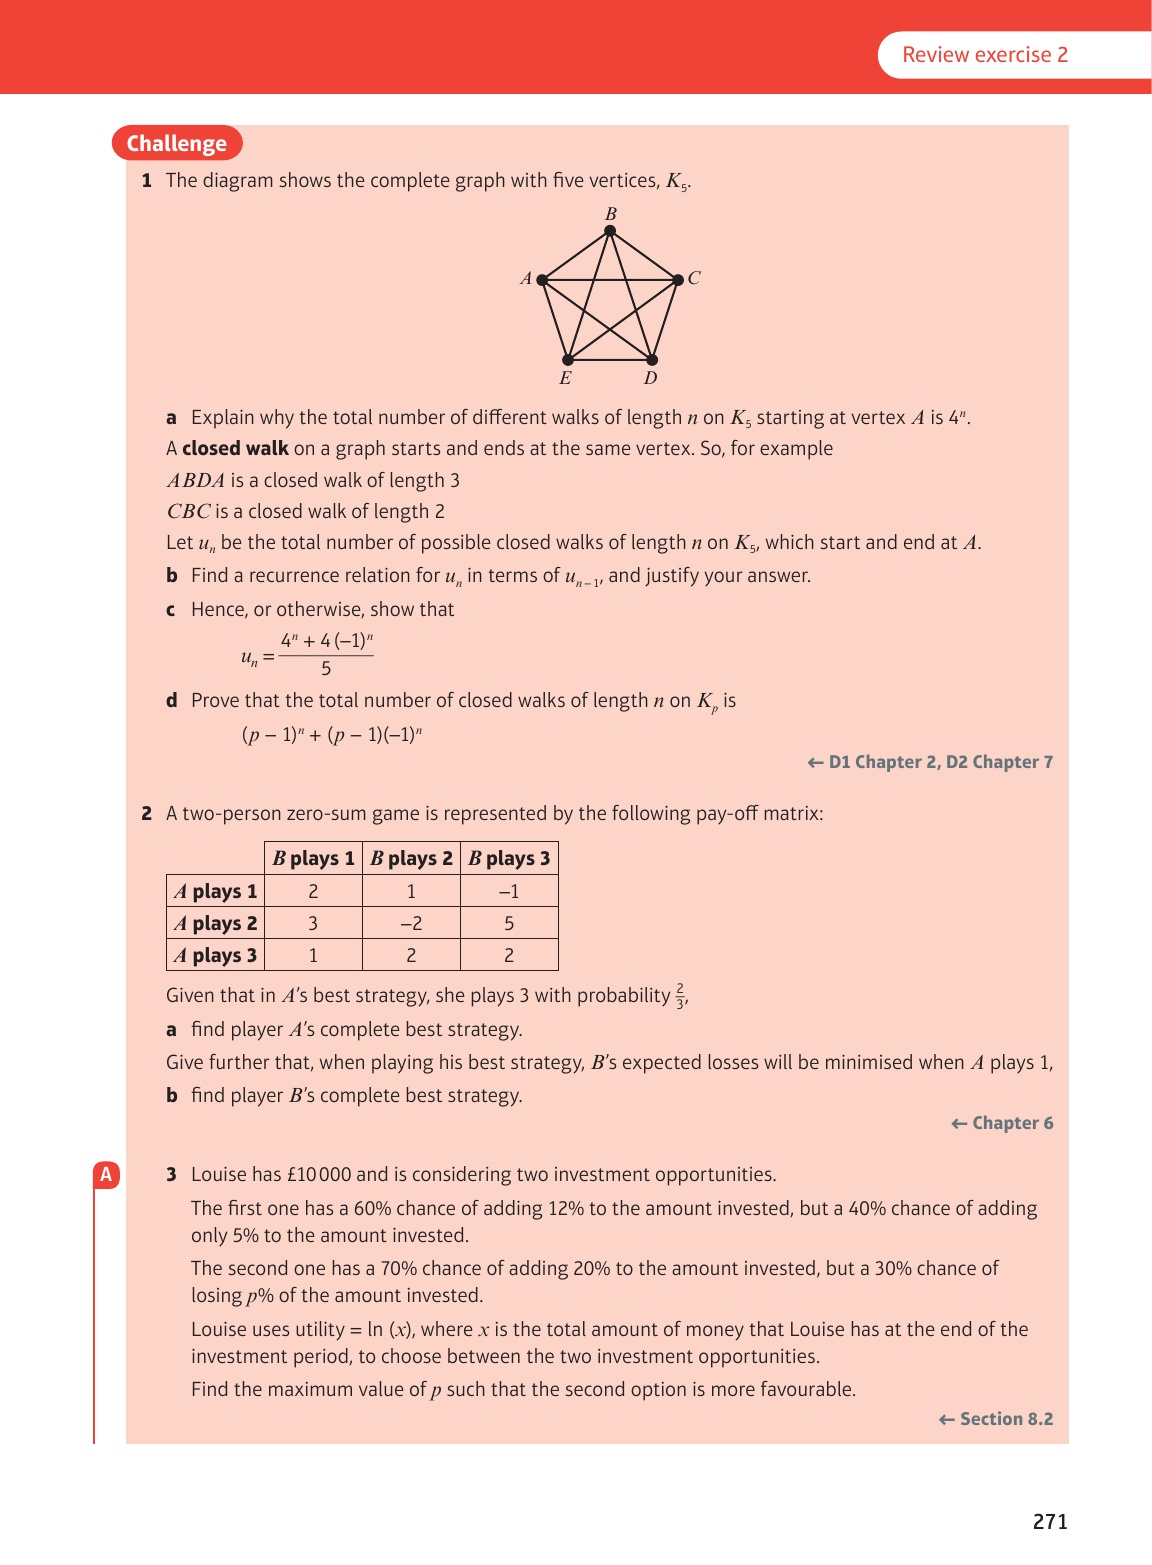 Review exercise 2
Challenge
1 The diagram shows the complete graph with five vertices, K₅.
B
A
C
E
D
a Explain why the total number of different walks of length n on K₅ starting at vertex A is 4ⁿ.
A closed walk on a graph starts and ends at the same vertex. So, for example
ABDA is a closed walk of length 3
CBC is a closed walk of length 2
Let uₙ be the total number of possible closed walks of length n on K₅, which start and end at A.
b Find a recurrence relation for uₙ in terms of uₙ₋₁, and justify your answer.
c Hence, or otherwise, show that
uₙ = (4ⁿ + 4(–1)ⁿ)/5
d Prove that the total number of closed walks of length n on Kₚ is
(p – 1)ⁿ + (p – 1)(–1)ⁿ
← D1 Chapter 2, D2 Chapter 7
2 A two-person zero-sum game is represented by the following pay-off matrix:
B plays 1 B plays 2 B plays 3
A plays 1 2 1 –1
A plays 2 3 –2 5
A plays 3 1 2 2
Given that in A’s best strategy, she plays 3 with probability 2/3,
a find player A’s complete best strategy.
Give further that, when playing his best strategy, B’s expected losses will be minimised when A plays 1,
b find player B’s complete best strategy.
← Chapter 6
A
3 Louise has £10 000 and is considering two investment opportunities.
The first one has a 60% chance of adding 12% to the amount invested, but a 40% chance of adding
only 5% to the amount invested.
The second one has a 70% chance of adding 20% to the amount invested, but a 30% chance of
losing p% of the amount invested.
Louise uses utility = ln (x), where x is the total amount of money that Louise has at the end of the
investment period, to choose between the two investment opportunities.
Find the maximum value of p such that the second option is more favourable.
← Section 8.2
271